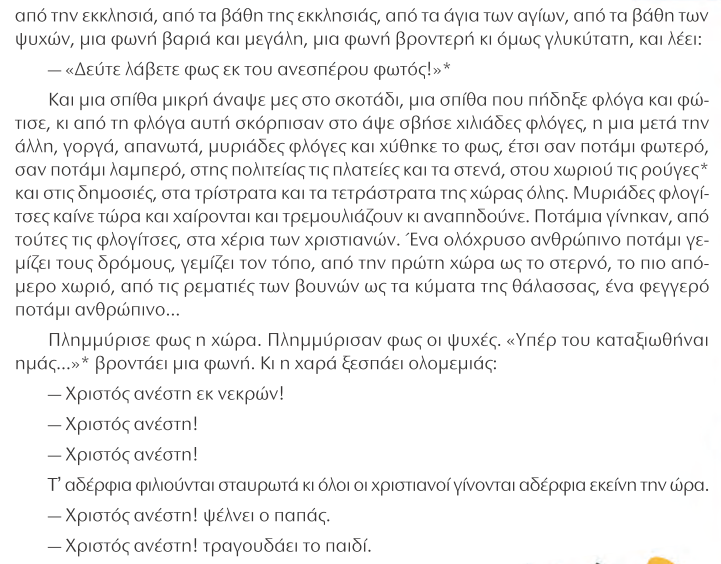 από την εκκλησιά, από τα βάθη της εκκλησιάς, από τα άγια των αγίων, από τα βάθη των
ψυχών, μια φωνή βαριά και μεγάλη, μια φωνή βροντερή κι όμως γλυκύτατη, και λέει:
— «Δεύτε λάβετε φως εκ του ανεσπέρου φωτός!»*
Και μια σπίθα μικρή άναψε μες στο σκοτάδι, μια σπίθα που πήδηξε φλόγα και φώ-
τισε, κι από τη φλόγα αυτή σκόρπισαν στο άψε σβήσε χιλιάδες φλόγες, η μια μετά την
άλλη, γοργά, απανωτά, μυριάδες φλόγες και χύθηκε το φως, έτσι σαν ποτάμι φωτερό,
σαν ποτάμι λαμπερό, στης πολιτείας τις πλατείες και τα στενά, στου χωριού τις ρούγες*
και στις δημοσιές, στα τρίστρατα και τα τετράστρατα της χώρας όλης. Μυριάδες φλογί-
τσες καίνε τώρα και χαίρονται και τρεμουλιάζουν κι αναπηδούνε. Ποτάμια γίνηκαν, από
τούτες τις φλογίτσες, στα χέρια των χριστιανών. Ένα ολόχρυσο ανθρώπινο ποτάμι γε-
μίζει τους δρόμους, γεμίζει τον τόπο, από την πρώτη χώρα ως το στερνό, το πιο από-
μερο χωριό, από τις ρεματιές των βουνών ως τα κύματα της θάλασσας, ένα φεγγερό
ποτάμι ανθρώπινο...
Πλημμύρισε φως η χώρα. Πλημμύρισαν φως οι ψυχές. «Υπέρ του καταξιωθήναι
ημάς...»* βροντάει μια φωνή. Κι η χαρά ξεσπάει ολομεμιάς:
— Χριστός ανέστη εκ νεκρών!
— Χριστός ανέστη!
— Χριστός ανέστη!
Τ' αδέρφια φιλιούνται σταυρωτά κι όλοι οι χριστιανοί γίνονται αδέρφια εκείνη την ώρα.
— Χριστός ανέστη! ψέλνει ο παπάς.
— Χριστός ανέστη! τραγουδάει το παιδί.